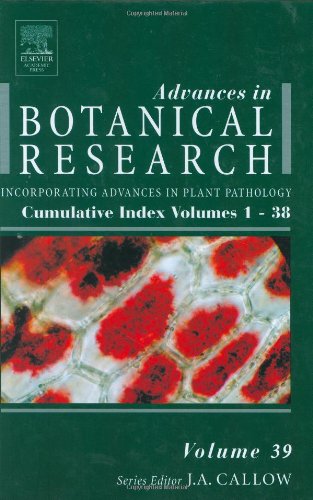 ELSEVIER
ACADEMIC
PRESS
Advances in
BOTANICAL
RESEARCH
INCORPORATING ADVANCES IN PLANT PATHOLOGY
Cumulative Index Volumes 1 - 38
Volume 39
Series Editor J.A. CALLOW